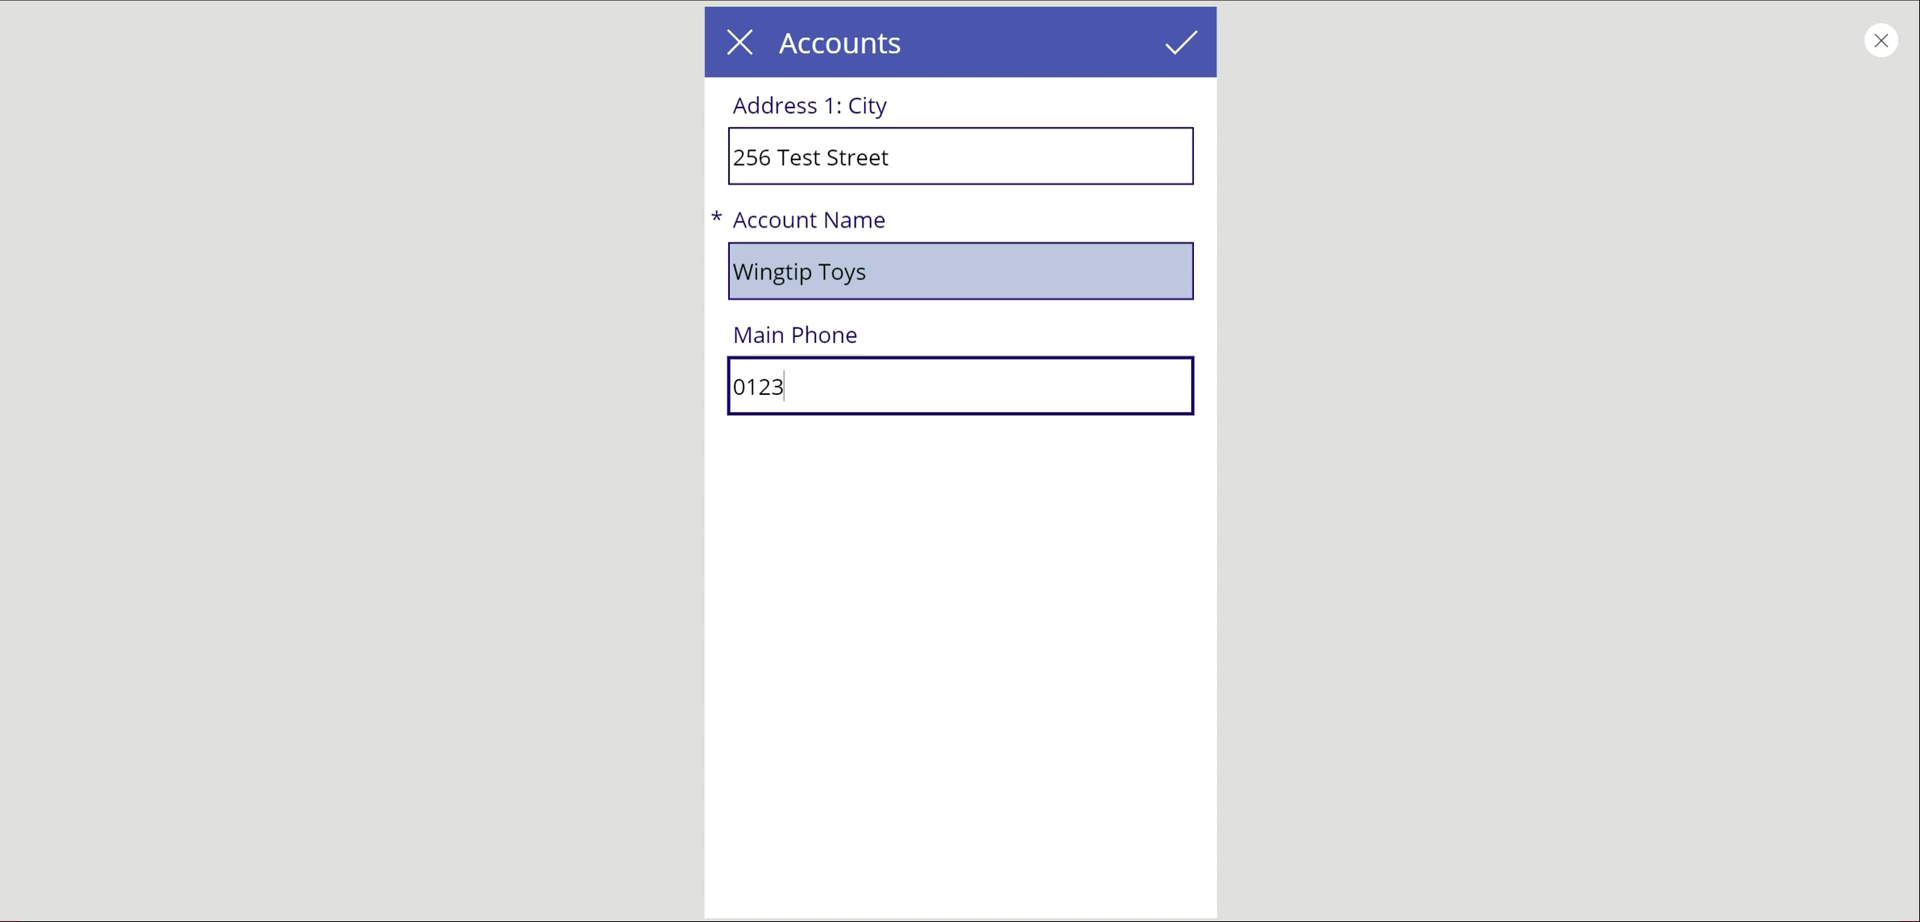 Accounts
Address 1: City
256 Test Street
* Account Name
Wingtip Toys
Main Phone
0123